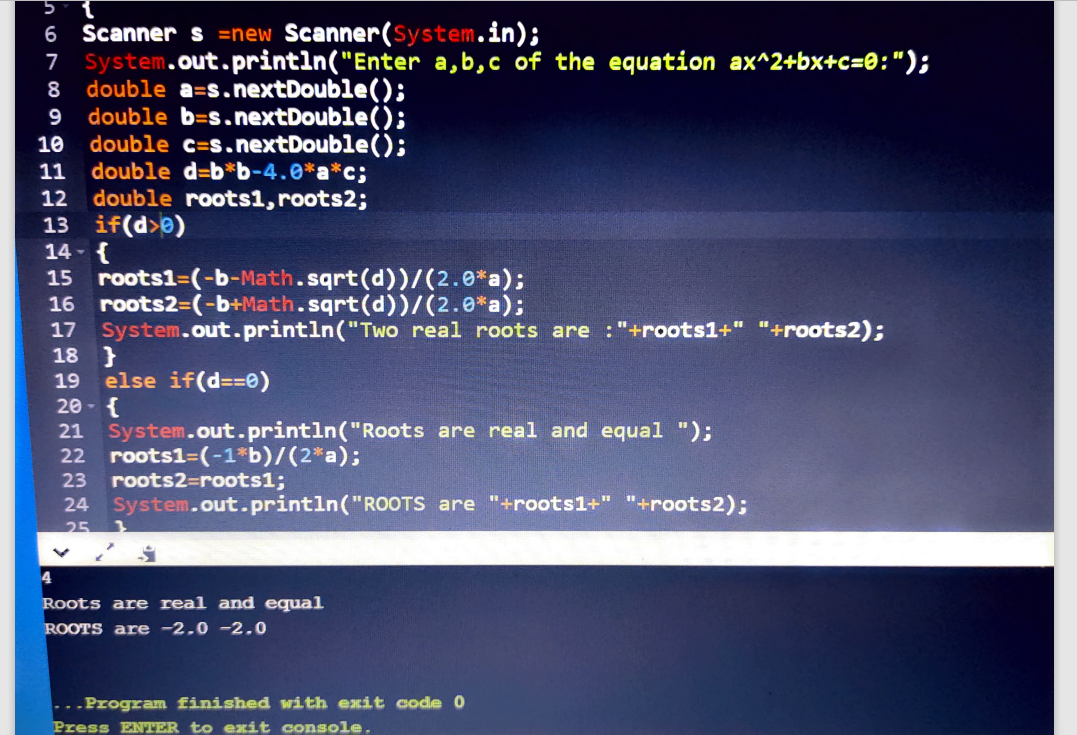 5 {
6 Scanner s =new Scanner(System.in);
7 System.out.println("Enter a,b,c of the equation ax^2+bx+c=0:");
8 double a=s.nextDouble();
9 double b=s.nextDouble();
10 double c=s.nextDouble();
11 double d=b*b-4.0*a*c;
12 double roots1,roots2;
13 if(d>0)
14 {
15 roots1=(-b-Math.sqrt(d))/(2.0*a);
16 roots2=(-b+Math.sqrt(d))/(2.0*a);
17 System.out.println("Two real roots are :"+roots1+" "+roots2);
18 }
19 else if(d==0)
20 {
21 System.out.println("Roots are real and equal ");
22 roots1=(-1*b)/(2*a);
23 roots2=roots1;
24 System.out.println("ROOTS are "+roots1+" "+roots2);
25 }
4
Roots are real and equal
ROOTS are -2.0 -2.0
...Program finished with exit code 0
Press ENTER to exit console.